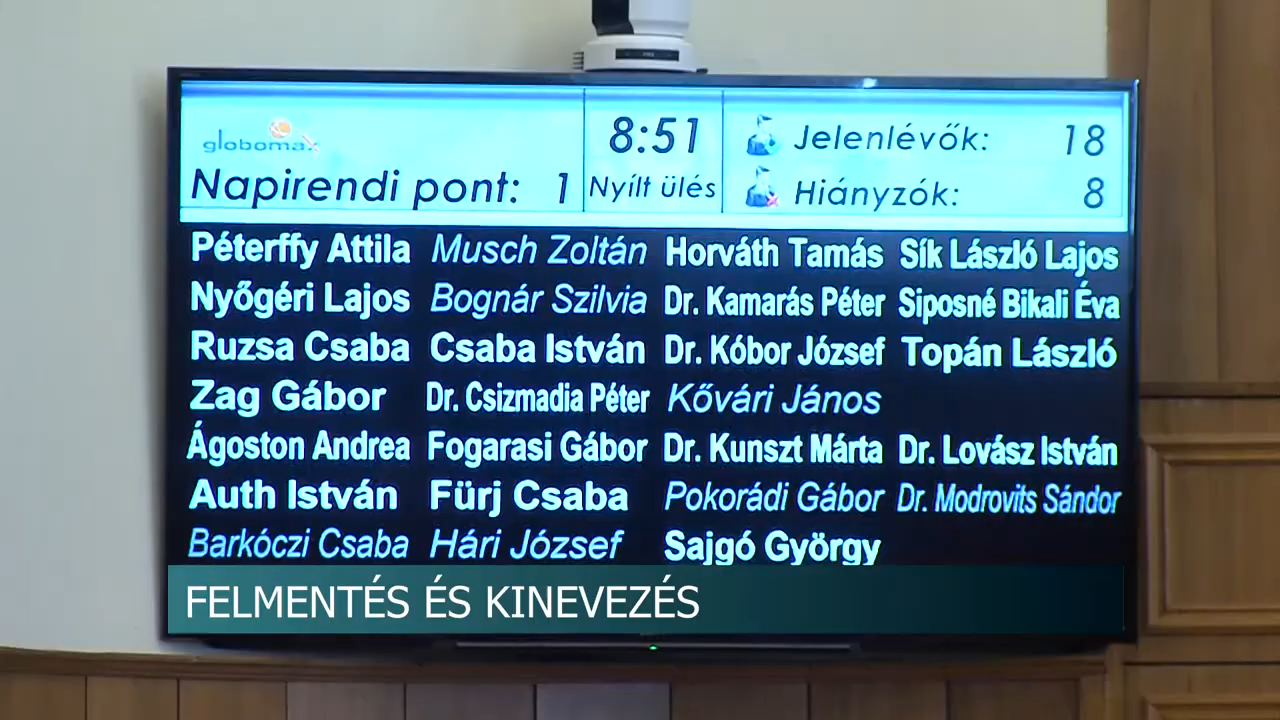 globomax
Napirendi pont: 1
8:51
Nyílt ülés
Jelenlévők: 18
Hiányzók: 8
Péterffy Attila Musch Zoltán Horváth Tamás Sík László Lajos
Nyőgéri Lajos Bognár Szilvia Dr. Kamarás Péter Siposné Bikali Éva
Ruzsa Csaba Csaba István Dr. Kóbor József Topán László
Zag Gábor Dr. Csizmadia Péter Kővári János
Ágoston Andrea Fogarasi Gábor Dr. Kunszt Márta Dr. Lovász István
Auth István Fürj Csaba Pokorádi Gábor Dr. Modrovits Sándor
Barkóczi Csaba Hári József Sajgó György
FELMENTÉS ÉS KINEVEZÉS